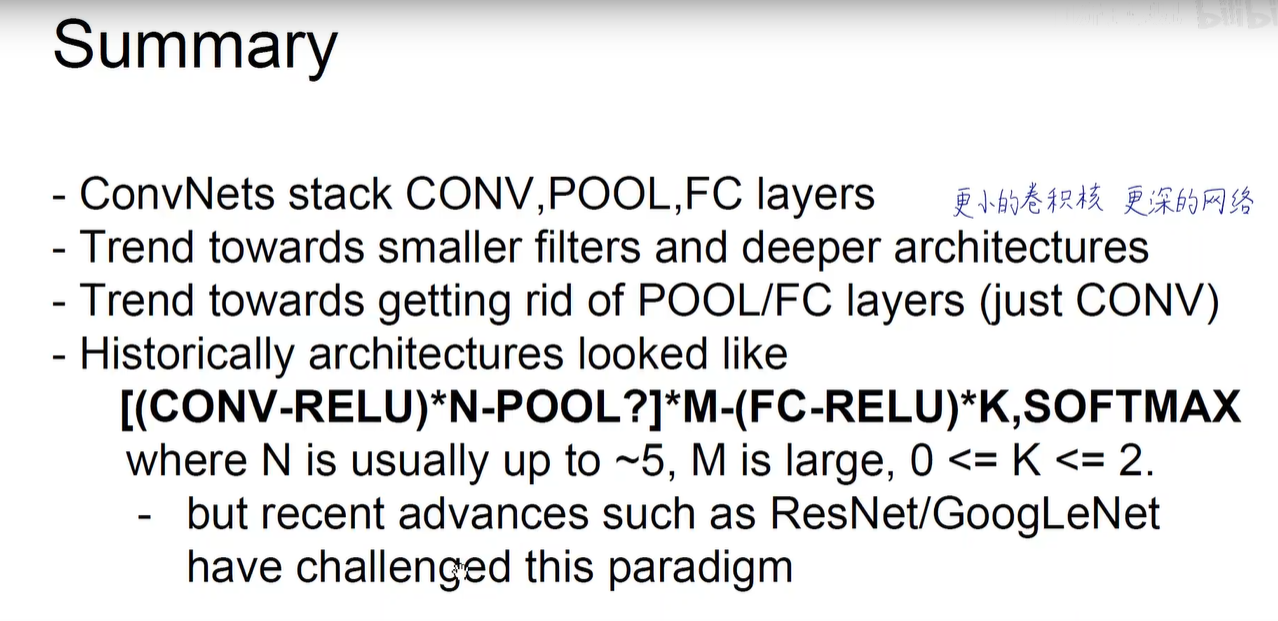 Summary
- ConvNets stack CONV,POOL,FC layers
更小的卷积核 更深的网络
- Trend towards smaller filters and deeper architectures
- Trend towards getting rid of POOL/FC layers (just CONV)
- Historically architectures looked like
[(CONV-RELU)*N-POOL?]*M-(FC-RELU)*K,SOFTMAX
where N is usually up to ~5, M is large, 0 <= K <= 2.
- but recent advances such as ResNet/GoogLeNet
have challenged this paradigm